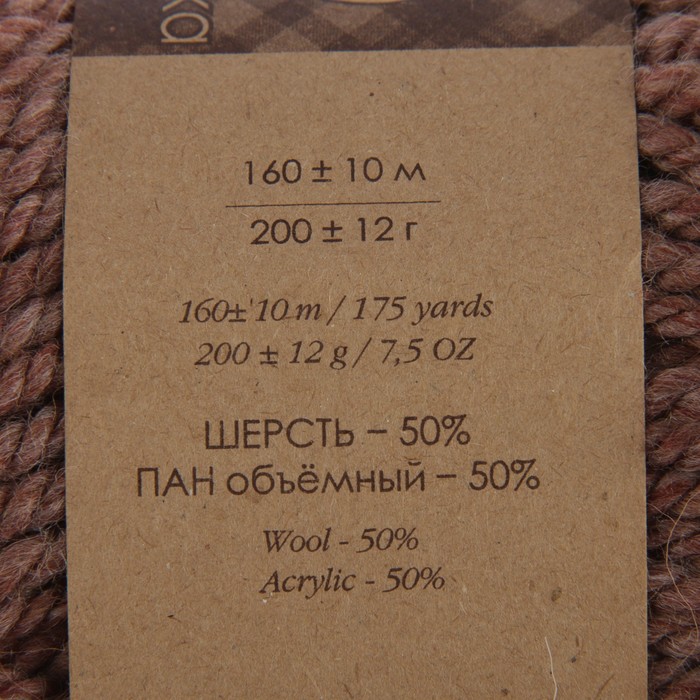 ка
160 ± 10 м
200 ± 12 г
160±'10 m / 175 yards
200 ± 12 g / 7,5 OZ
ШЕРСТЬ – 50%
ПАН объёмный – 50%
Wool - 50%
Acrylic - 50%